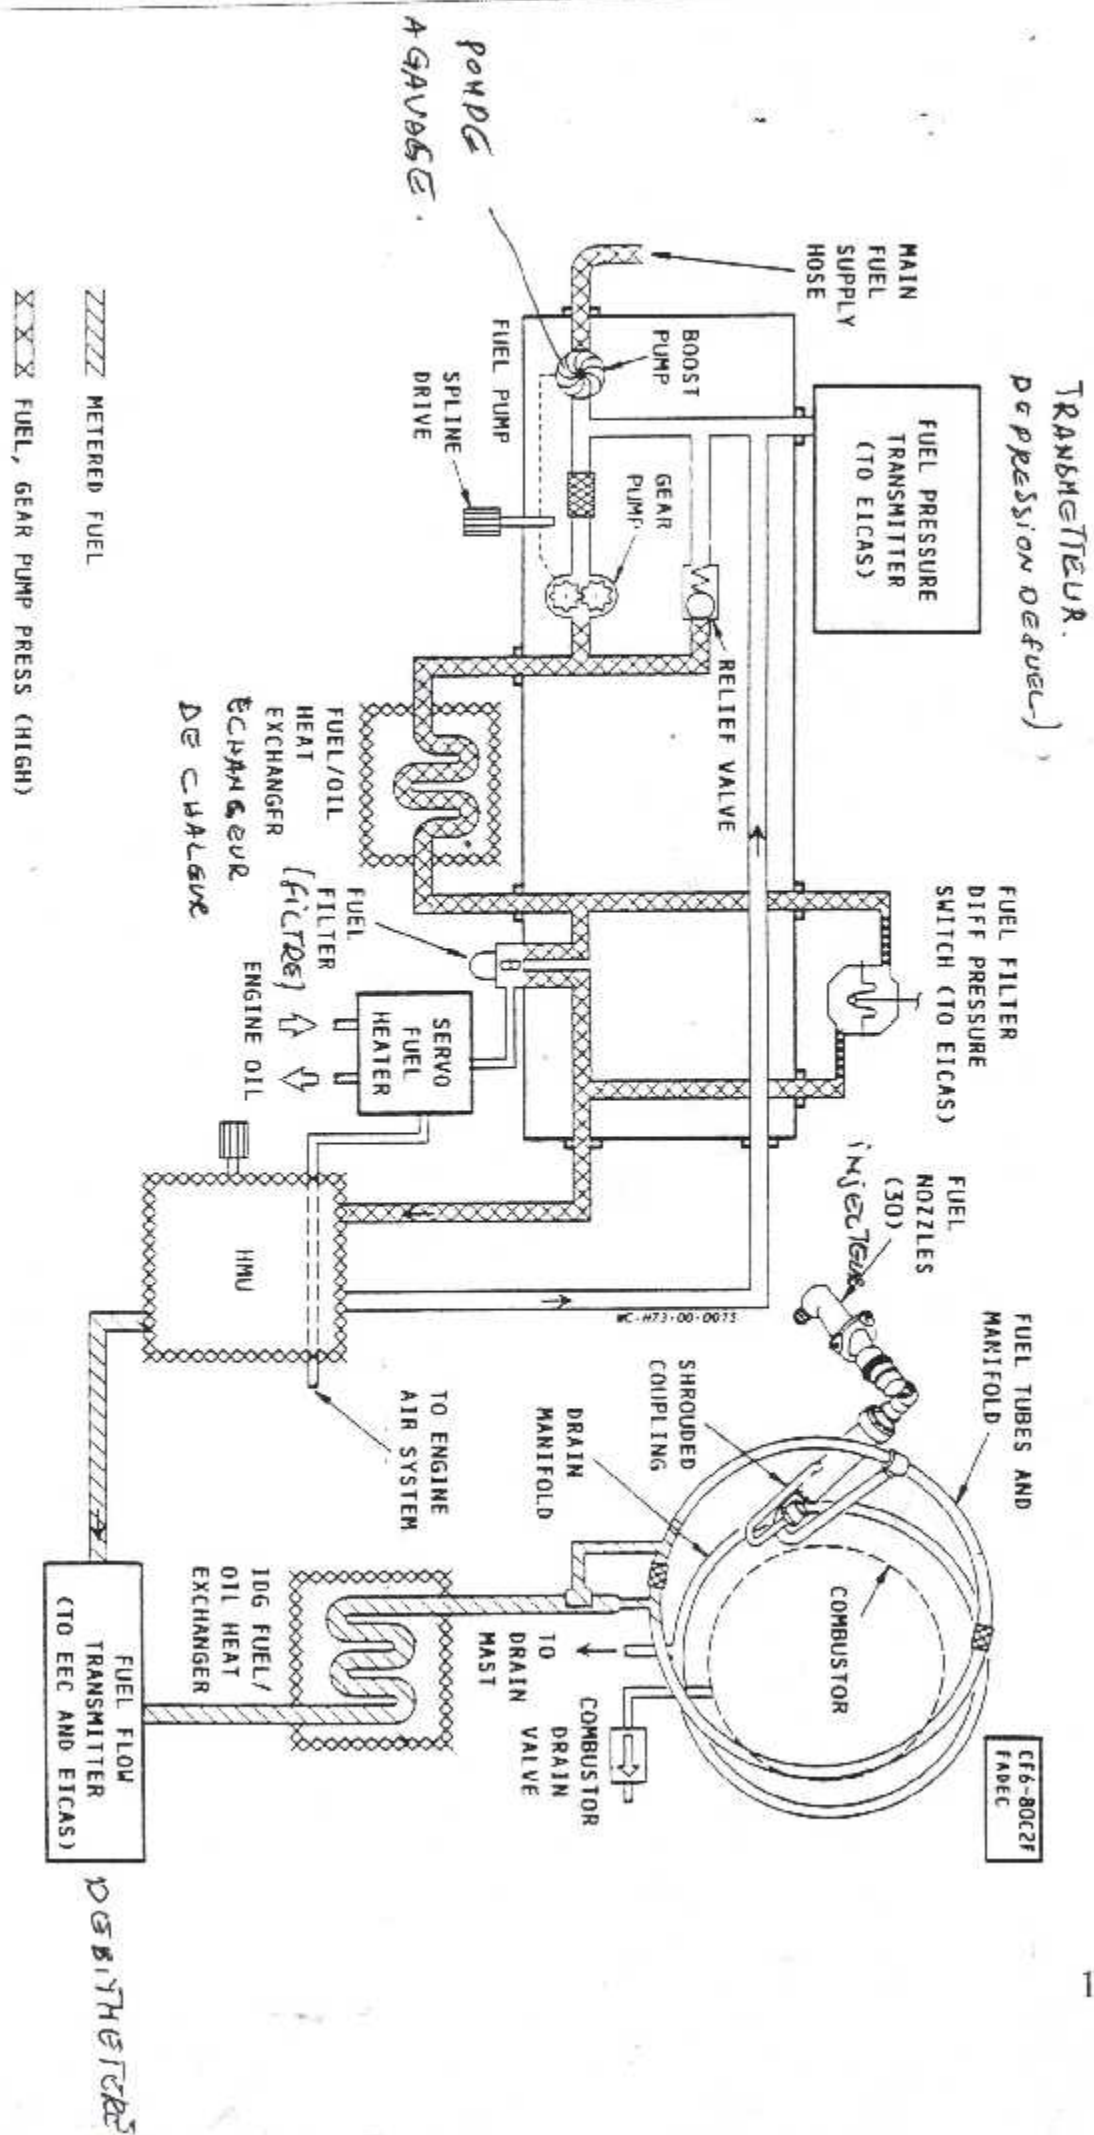 TRANSMETTEUR.
DE PRESSION DE FUEL)
POMPE
A GAVAGE.
MAIN
FUEL
SUPPLY
HOSE
FUEL PRESSURE
TRANSMITTER
(TO EICAS)
BOOST
PUMP
FUEL PUMP
SPLINE
DRIVE
GEAR
PUMP
RELIEF VALVE
FUEL/OIL
HEAT
EXCHANGER
ECHANGEUR
DE CHALEUR
FUEL
FILTER
(FILTRE)
FUEL FILTER
DIFF PRESSURE
SWITCH (TO EICAS)
ENGINE OIL
SERVO
FUEL
HEATER
HMU
TO ENGINE
AIR SYSTEM
FUEL
NOZZLES
(30)
iNjECTEUR
FUEL TUBES AND
MANIFOLD
SHROUDED
COUPLING
DRAIN
MANIFOLD
COMBUSTOR
TO
DRAIN
MAST
COMBUSTOR
DRAIN
VALVE
IDG FUEL/
OIL HEAT
EXCHANGER
FUEL FLOW
TRANSMITTER
(TO EEC AND EICAS)
DEBITMETERE
CF6-80C2F
FADEC
MC-H73-00-0075
METERED FUEL
FUEL, GEAR PUMP PRESS (HIGH)
1